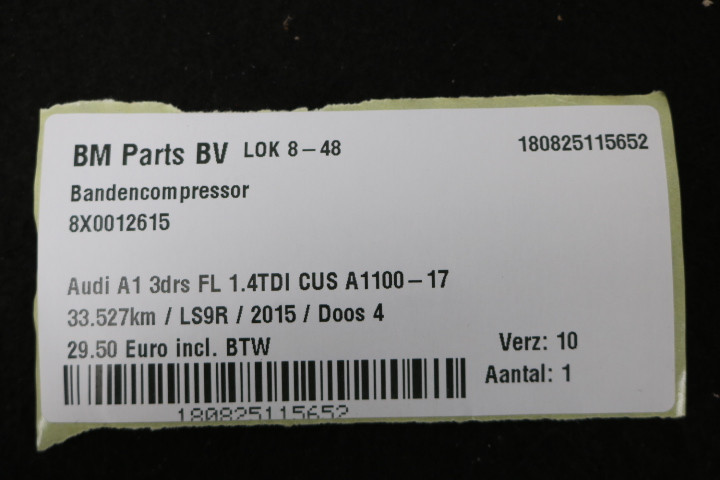 BM Parts BV LOK 8-48 180825115652
Bandencompressor
8X0012615
Audi A1 3drs FL 1.4TDI CUS A1100-17
33.527km / LS9R / 2015 / Doos 4
29.50 Euro incl. BTW Verz: 10
Aantal: 1
180825115652